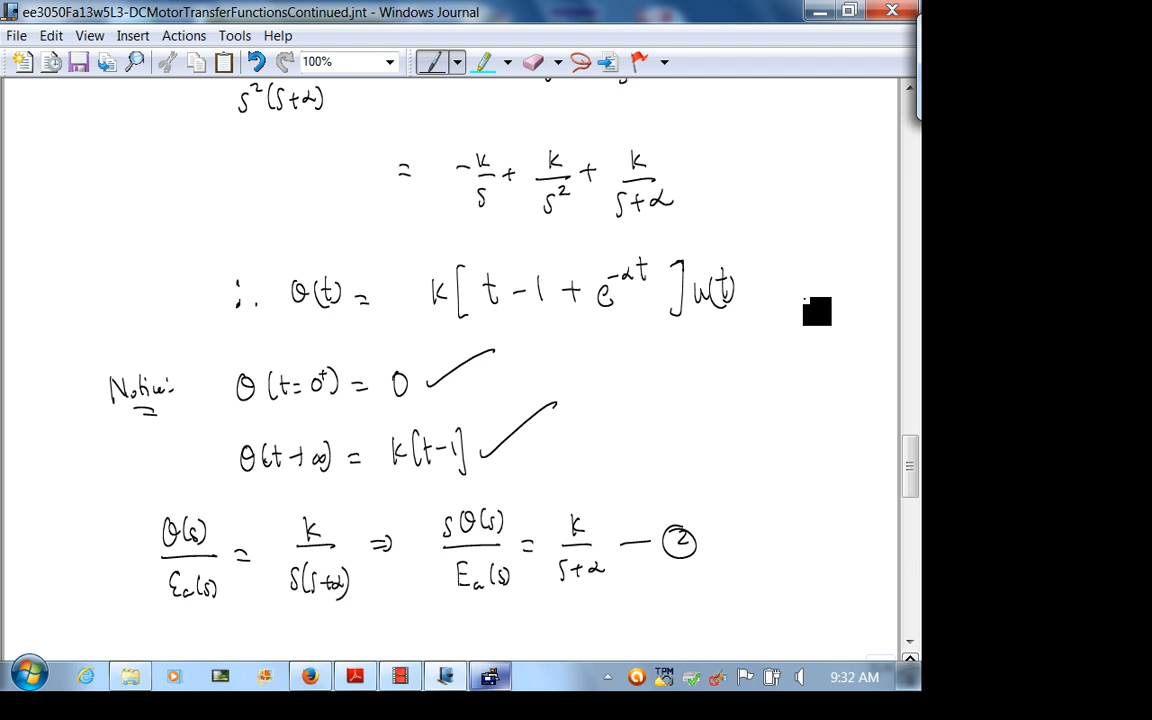 ee3050Fa13w5L3-DCMotorTransferFunctionsContinued.jnt - Windows Journal
File Edit View Insert Actions Tools Help
100%
s²(s+α)
= -k/s + k/s² + k/(s+α)
∴ θ(t) = k[ t - 1 + e^{-αt} ]u(t)
Notice: θ(t=0⁺) = 0 ✓
θ(t→∞) = k[t-1] ✓
θ(s)/Ea(s) = k/(s(s+α)) ⇒ sθ(s)/Ea(s) = k/(s+α) — ②
TPM
9:32 AM